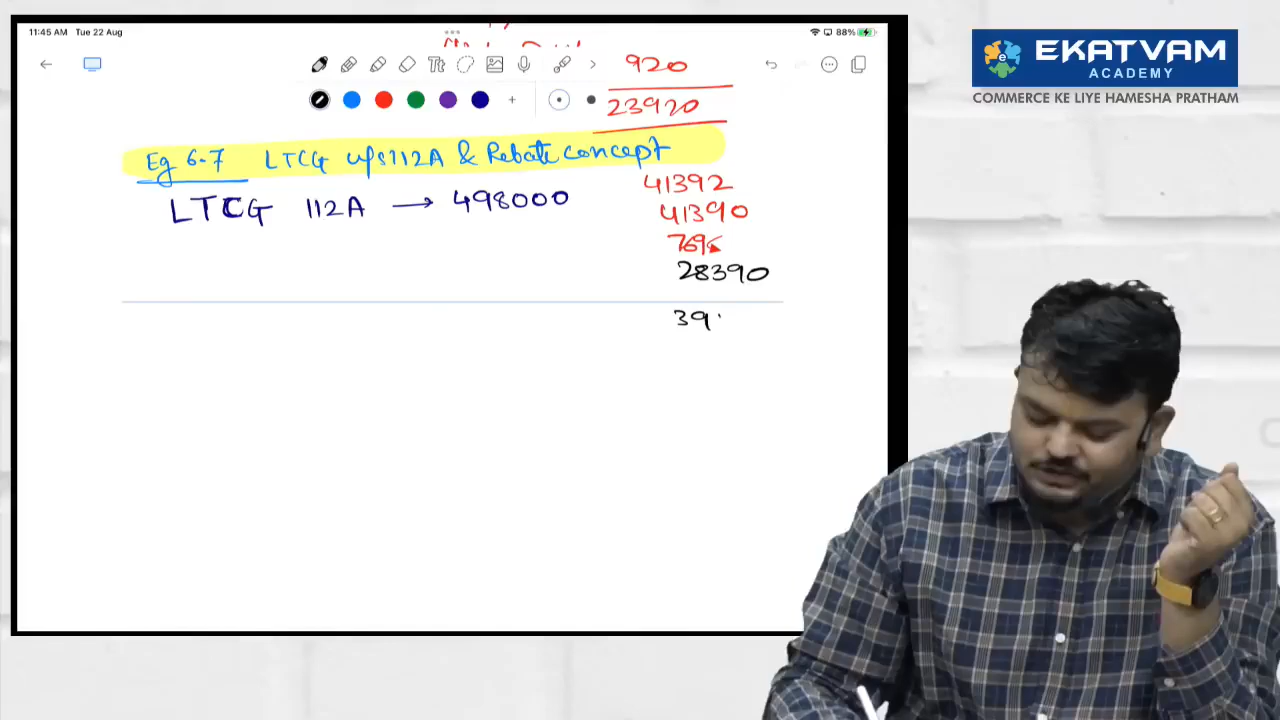 11:45 AM Tue 22 Aug
88%
920
23920
Eg 6.7 LTCG u/s 112A & Rebate concept
LTCG 112A → 498000
41392
41390
28390
39
EKATVAM
ACADEMY
COMMERCE KE LIYE HAMESHA PRATHAM